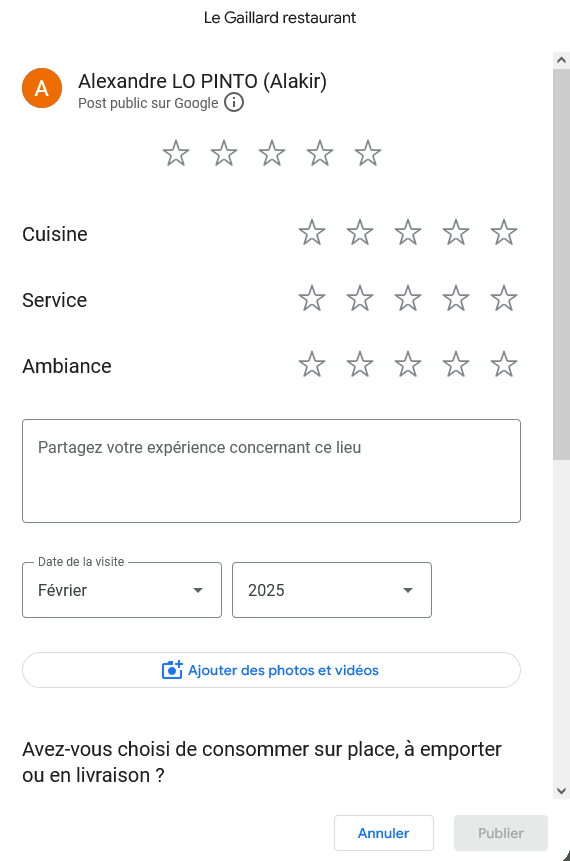 Le Gaillard restaurant
A
Alexandre LO PINTO (Alakir)
Post public sur Google
Cuisine
Service
Ambiance
Partagez votre expérience concernant ce lieu
Date de la visite
Février
2025
Ajouter des photos et vidéos
Avez-vous choisi de consommer sur place, à emporter
ou en livraison ?
Annuler
Publier